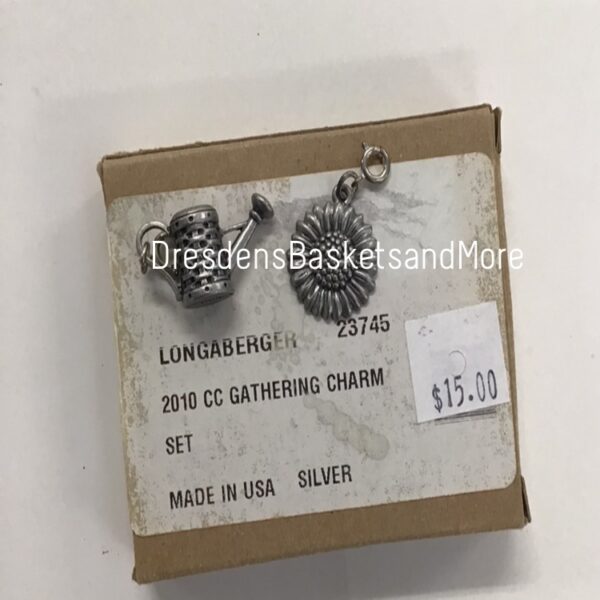 DresdensBasketsandMore
LONGABERGER 23745
2010 CC GATHERING CHARM
SET
MADE IN USA SILVER
$15.00